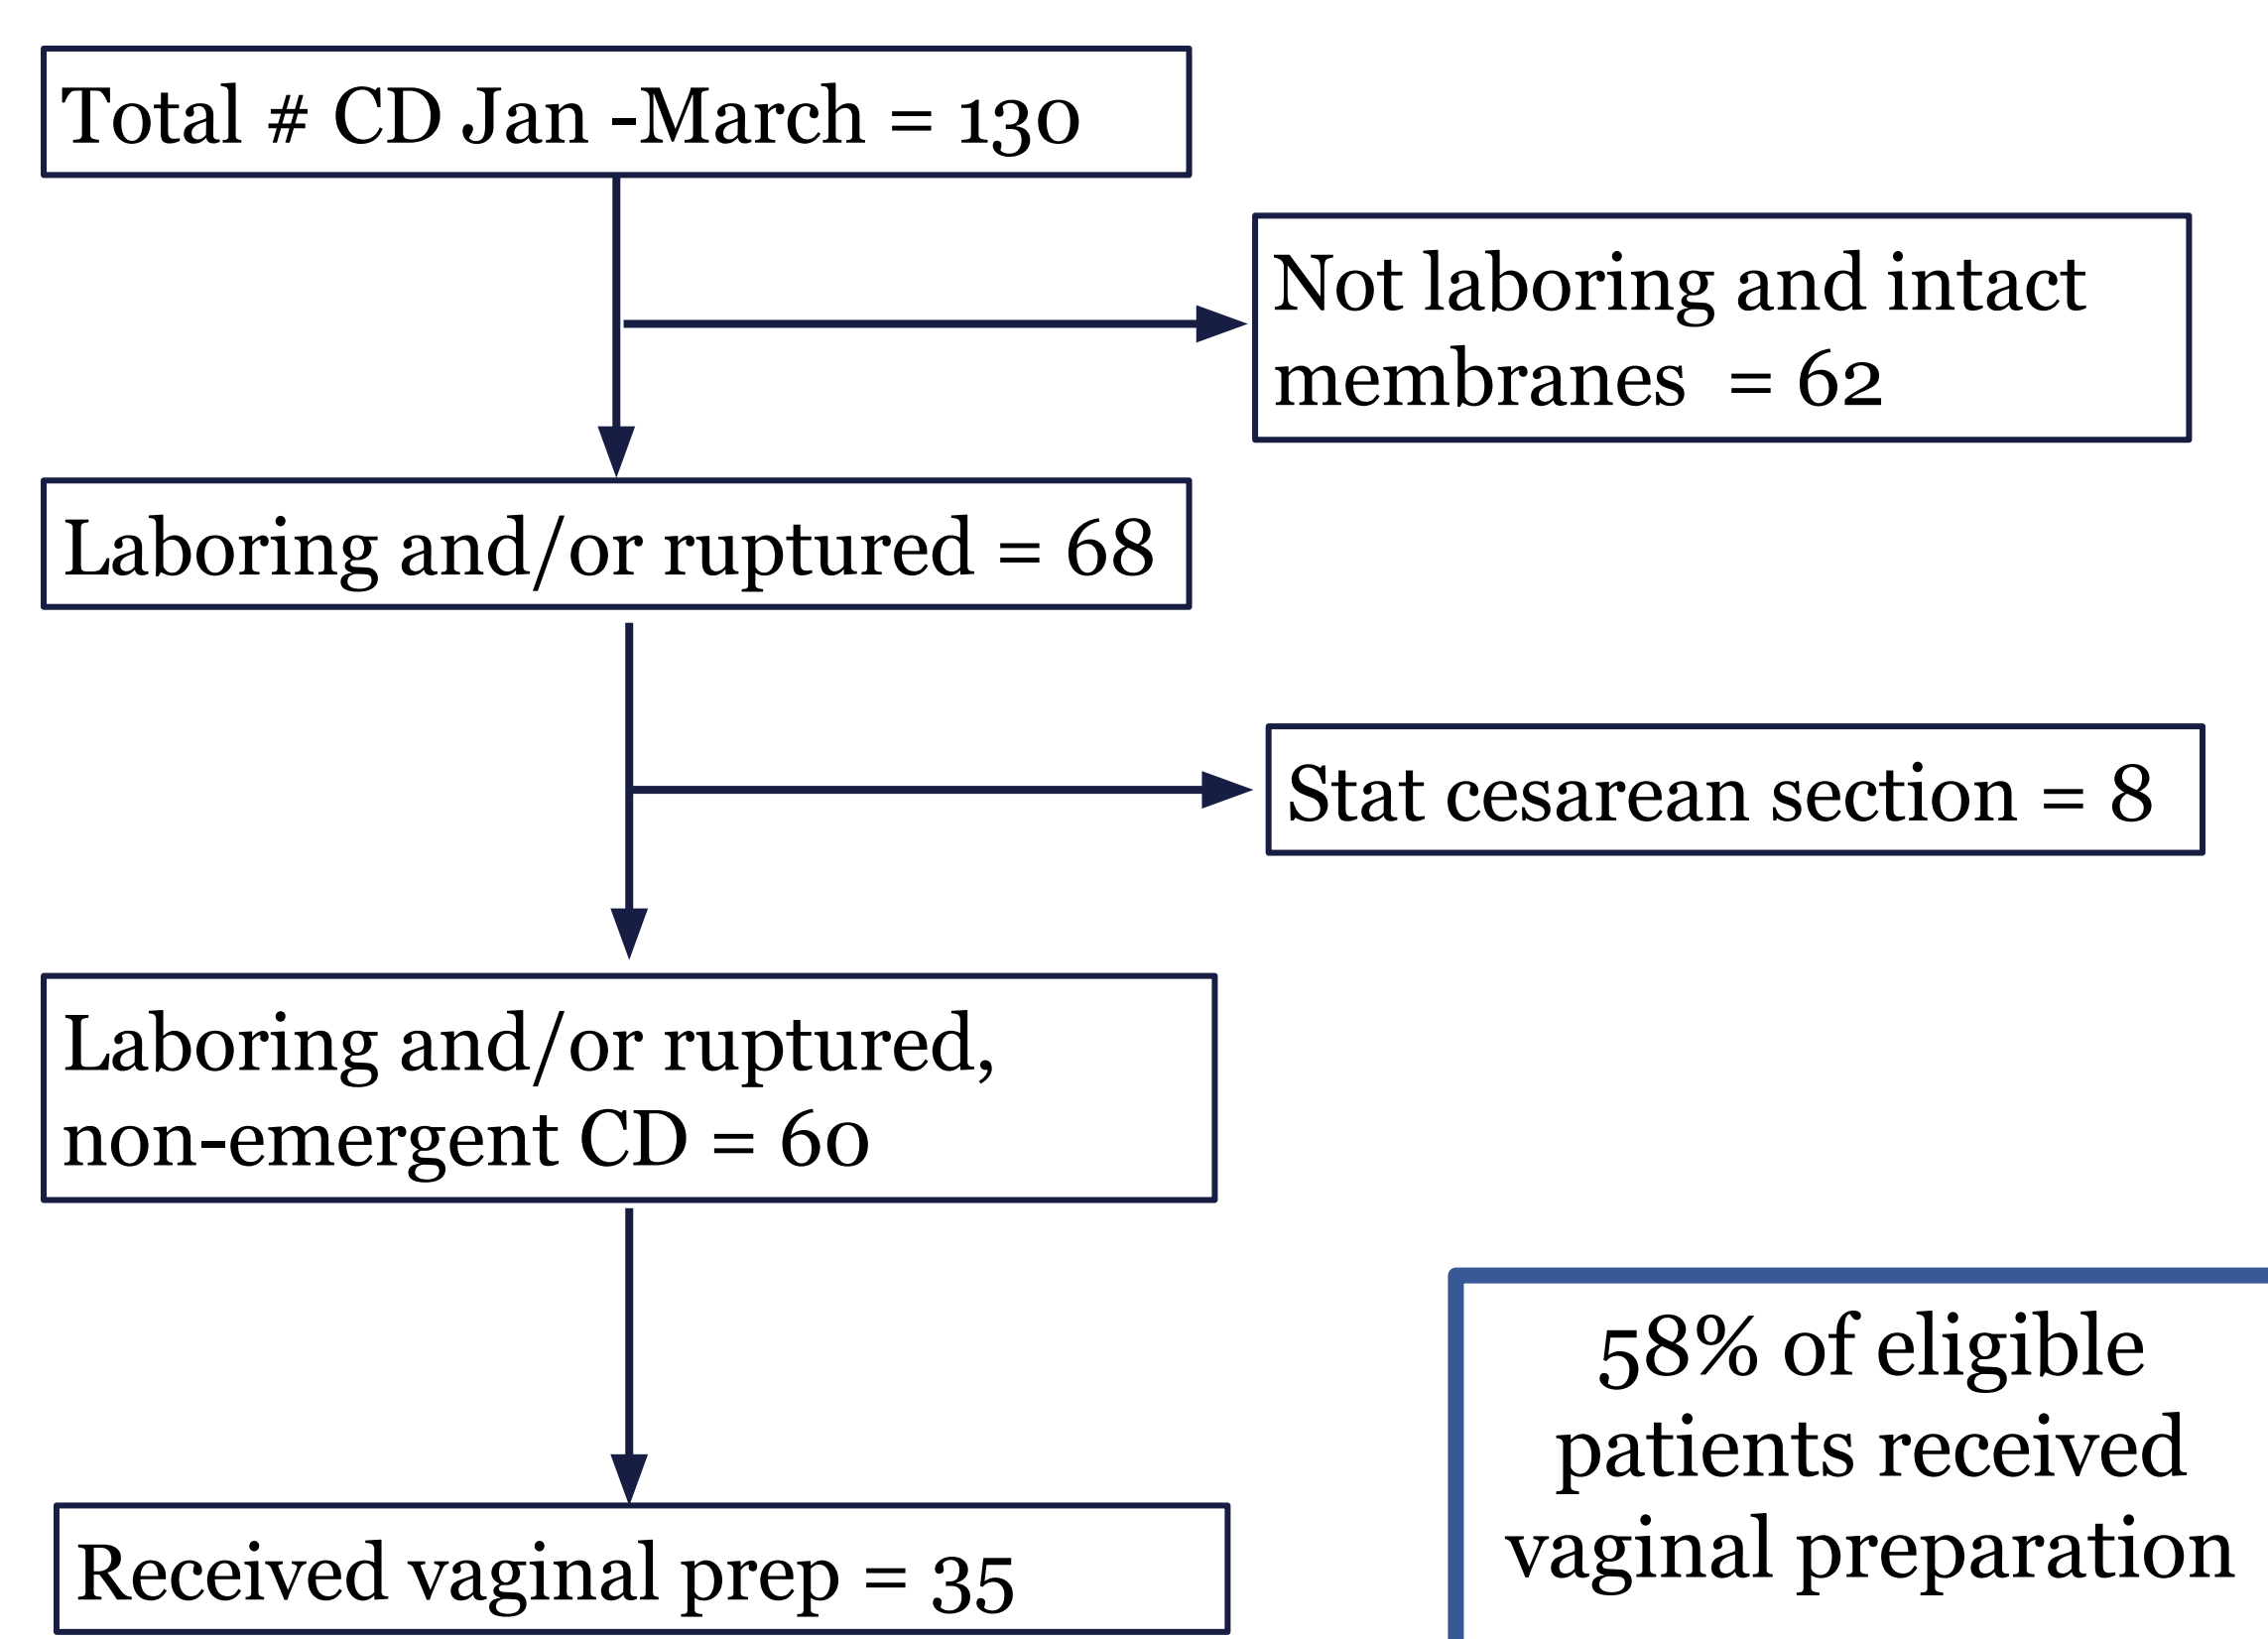 Total # CD Jan -March = 130
Not laboring and intact
membranes = 62
Laboring and/or ruptured = 68
Stat cesarean section = 8
Laboring and/or ruptured,
non-emergent CD = 60
58% of eligible
patients received
vaginal preparation
Received vaginal prep = 35